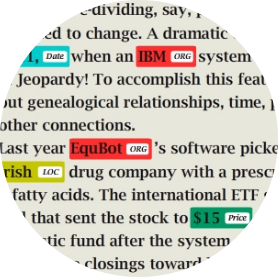 -dividing, say,
ed to change. A dramatic
1, Date when an IBM ORG system
Jeopardy! To accomplish this feat
out genealogical relationships, time,
other connections.
Last year EquBot ORG 's software picke
rish LOC drug company with a presc
fatty acids. The international ETF
that sent the stock to $15 Price
tic fund after the system
closings toward